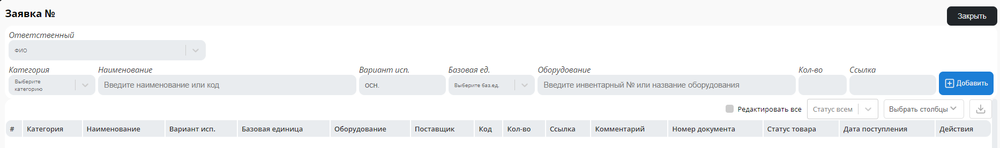 Заявка №
Закрыть
Ответственный
ФИО
Категория Наименование Вариант исп. Базовая ед. Оборудование Кол-во Ссылка
Выберите категорию Введите наименование или код осн. Выберите баз.ед. Введите инвентарный № или название оборудования Добавить
Редактировать все Статус всем Выбрать столбцы
# Категория Наименование Вариант исп. Базовая единица Оборудование Поставщик Код Кол-во Ссылка Комментарий Номер документа Статус товара Дата поступления Действия